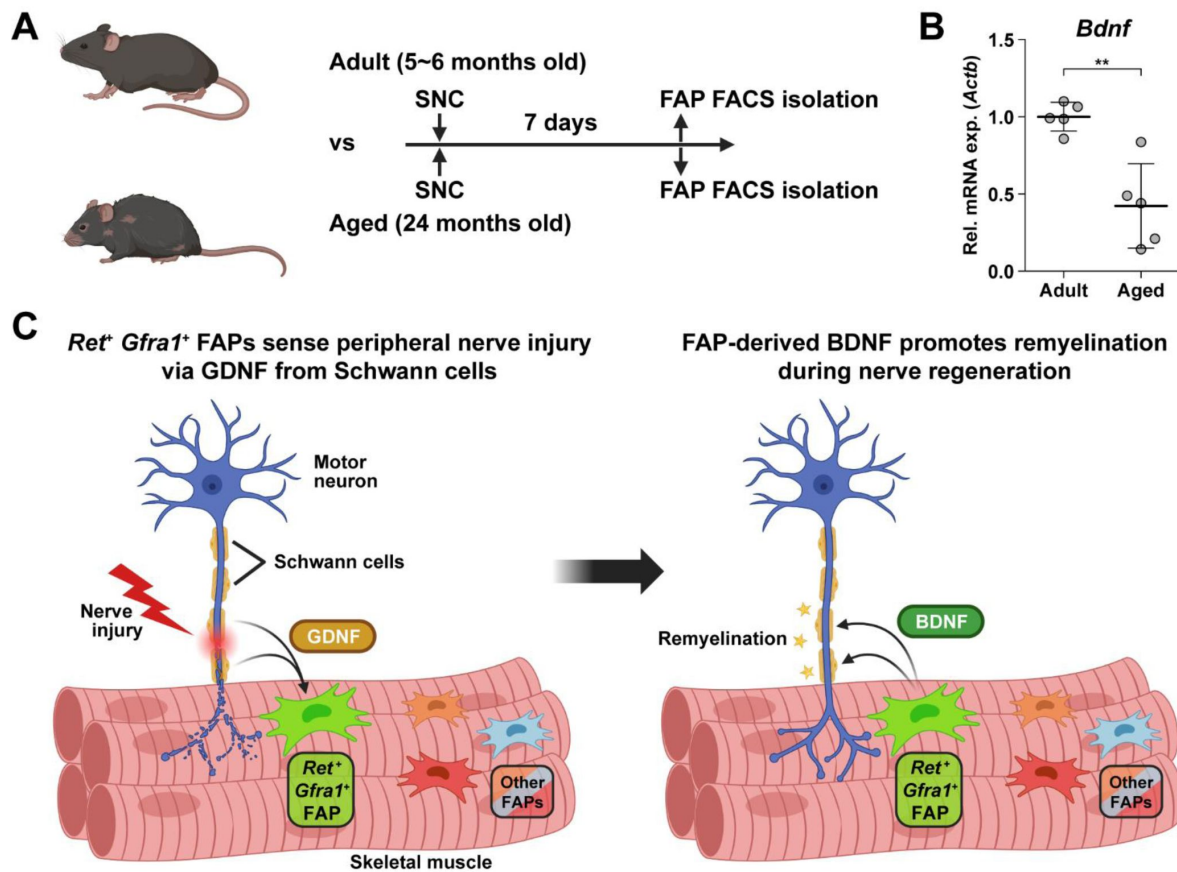 A
Adult (5~6 months old)
SNC
FAP FACS isolation
7 days
vs
SNC
FAP FACS isolation
Aged (24 months old)
B
Bdnf
**
Rel. mRNA exp. (Actb)
1.5
1.0
0.5
0.0
Adult
Aged
C
Ret⁺ Gfra1⁺ FAPs sense peripheral nerve injury
via GDNF from Schwann cells
Motor
neuron
Schwann cells
Nerve
injury
GDNF
Ret⁺
Gfra1⁺
FAP
Other
FAPs
Skeletal muscle
FAP-derived BDNF promotes remyelination
during nerve regeneration
Remyelination
BDNF
Ret⁺
Gfra1⁺
FAP
Other
FAPs